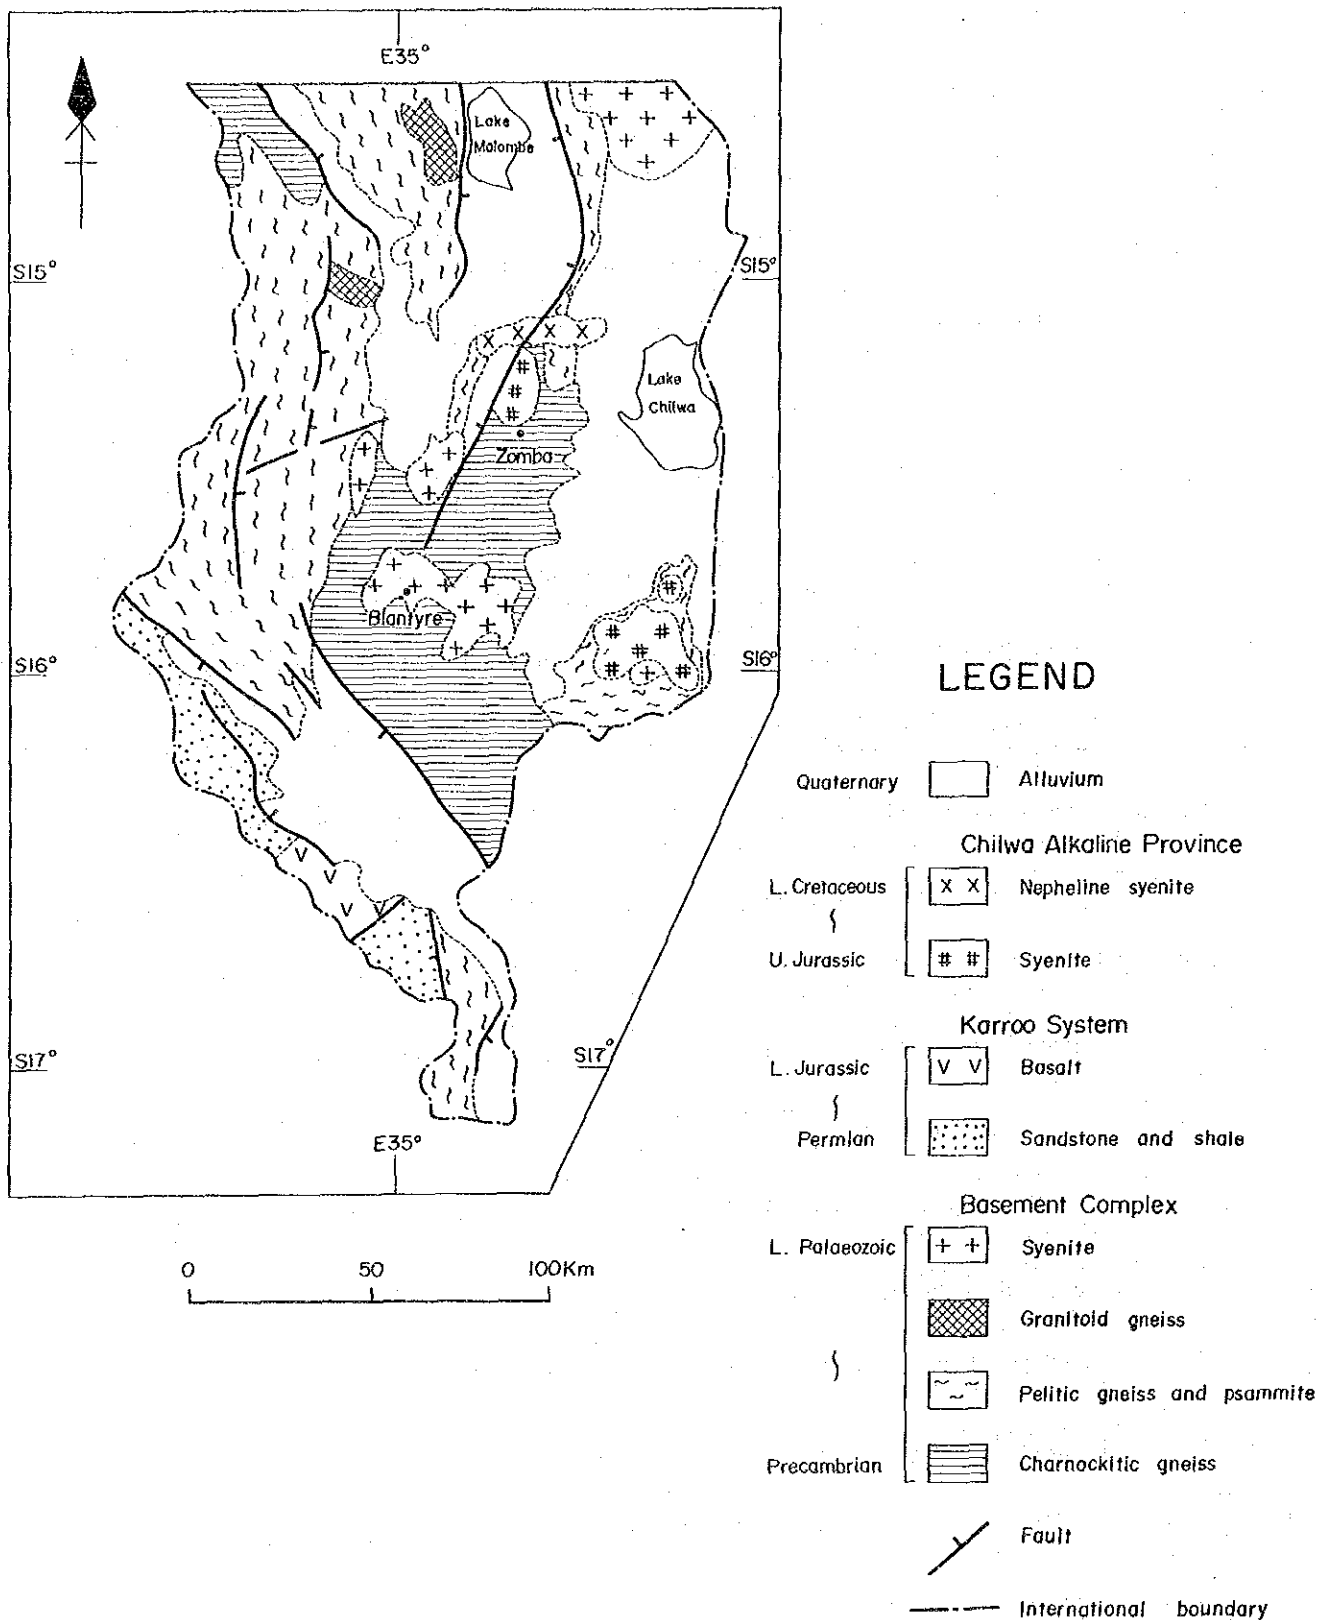 E35°
Lake
Malombe
S15°
S15°
Lake
Chilwa
Zomba
Blantyre
S16°
S16°
LEGEND
Quaternary Alluvium
Chilwa Alkaline Province
L. Cretaceous X X Nepheline syenite
U. Jurassic # # Syenite
Karroo System
L. Jurassic V V Basalt
Permian Sandstone and shale
S17°
S17°
E35°
Basement Complex
L. Palaeozoic + + Syenite
0 50 100Km
Granitoid gneiss
Pelitic gneiss and psammite
Precambrian Charnockitic gneiss
Fault
International boundary